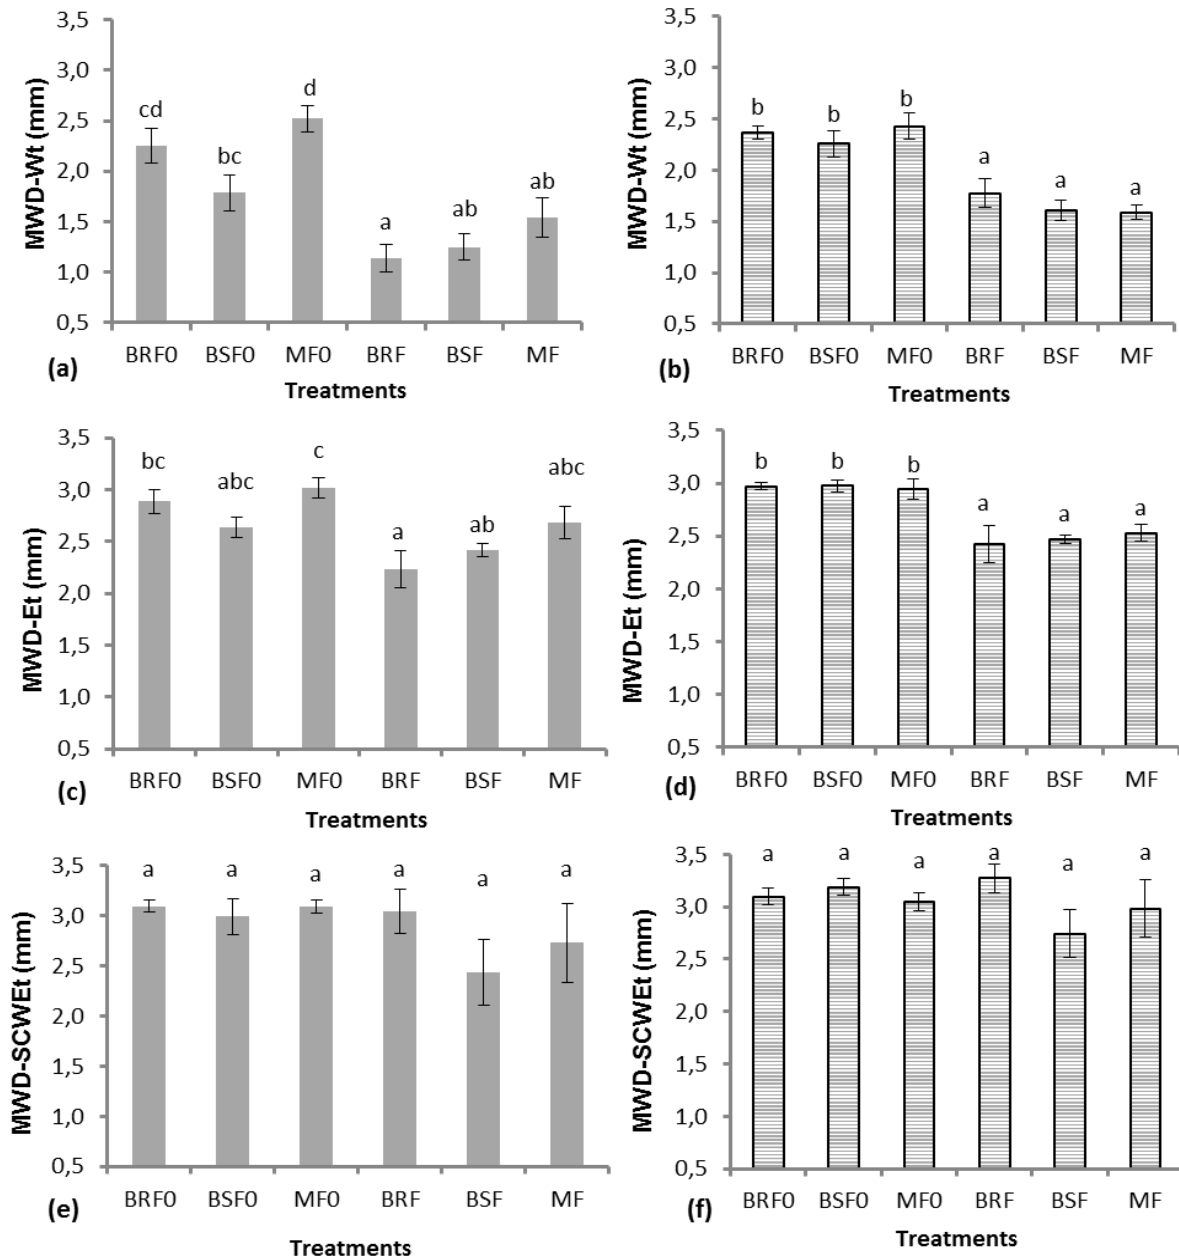 3,5
3,0
2,5
2,0
1,5
1,0
0,5
MWD-Wt (mm)
cd
bc
d
a
ab
ab
BRF0 BSF0 MF0 BRF BSF MF
(a)
Treatments
3,5
3,0
2,5
2,0
1,5
1,0
0,5
MWD-Wt (mm)
b
b
b
a
a
a
BRF0 BSF0 MF0 BRF BSF MF
(b)
Treatments
3,5
3,0
2,5
2,0
1,5
1,0
0,5
MWD-Et (mm)
bc
abc
c
a
ab
abc
BRF0 BSF0 MF0 BRF BSF MF
(c)
Treatments
3,5
3,0
2,5
2,0
1,5
1,0
0,5
MWD-Et (mm)
b
b
b
a
a
a
BRF0 BSF0 MF0 BRF BSF MF
(d)
Treatments
3,5
3,0
2,5
2,0
1,5
1,0
0,5
MWD-SCWEt (mm)
a
a
a
a
a
a
BRF0 BSF0 MF0 BRF BSF MF
(e)
Treatments
3,5
3,0
2,5
2,0
1,5
1,0
0,5
MWD-SCWEt (mm)
a
a
a
a
a
a
BRF0 BSF0 MF0 BRF BSF MF
(f)
Treatments